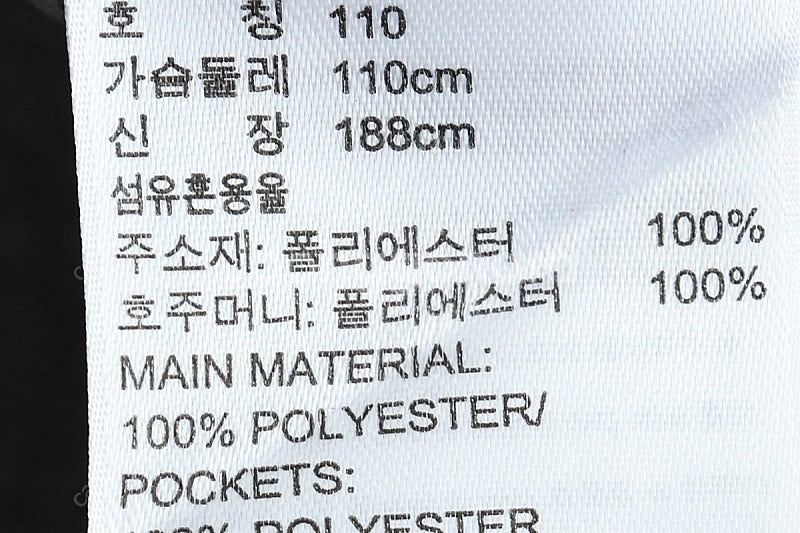 호 칭 110
가슴둘레 110cm
신 장 188cm
섬유혼용율
주소재: 폴리에스터 100%
호주머니: 폴리에스터 100%
MAIN MATERIAL:
100% POLYESTER/
POCKETS:
100% POLYESTER